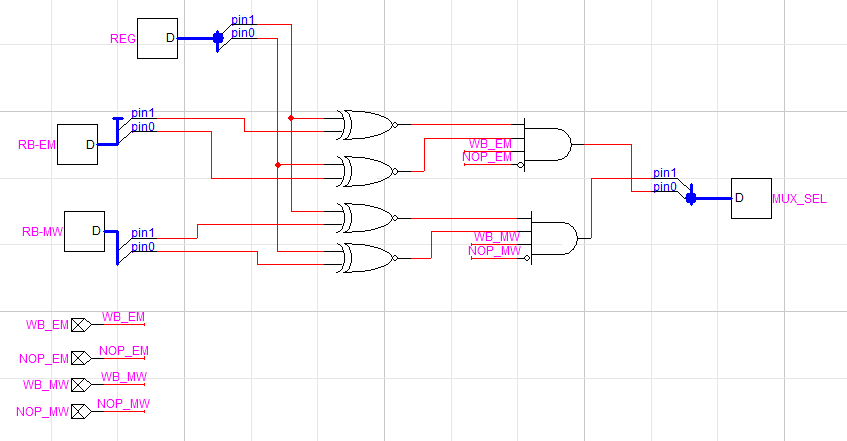 pin1
REG D pin0
pin1
pin0
RB-EM D
WB_EM
NOP_EM
pin1
pin0
D MUX_SEL
RB-MW D pin1
pin0
WB_MW
NOP_MW
WB_EM WB_EM
NOP_EM NOP_EM
WB_MW WB_MW
NOP_MW NOP_MW